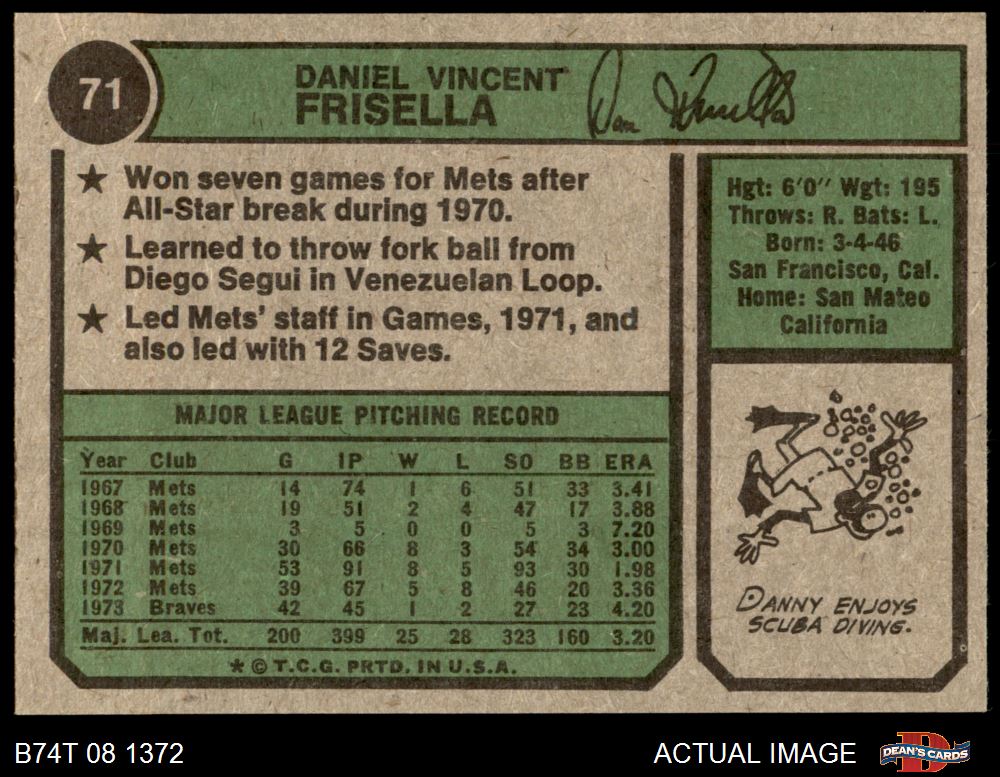 71
DANIEL VINCENT
FRISELLA
Dan Frisella
★ Won seven games for Mets after
All-Star break during 1970.
★ Learned to throw fork ball from
Diego Segui in Venezuelan Loop.
★ Led Mets' staff in Games, 1971, and
also led with 12 Saves.
Hgt: 6'0" Wgt: 195
Throws: R. Bats: L.
Born: 3-4-46
San Francisco, Cal.
Home: San Mateo
California
MAJOR LEAGUE PITCHING RECORD
Year Club G IP W L SO BB ERA
1967 Mets 14 74 1 6 51 33 3.41
1968 Mets 19 51 2 4 47 17 3.88
1969 Mets 3 5 0 0 5 3 7.20
1970 Mets 30 66 8 3 54 34 3.00
1971 Mets 53 91 8 5 93 30 1.98
1972 Mets 39 67 5 8 46 20 3.36
1973 Braves 42 45 1 2 27 23 4.20
Maj. Lea. Tot. 200 399 25 28 323 160 3.20
★ © T.C.G. PRTD. IN U.S.A.
DANNY ENJOYS
SCUBA DIVING.
B74T 08 1372
ACTUAL IMAGE
DEAN'S CARDS